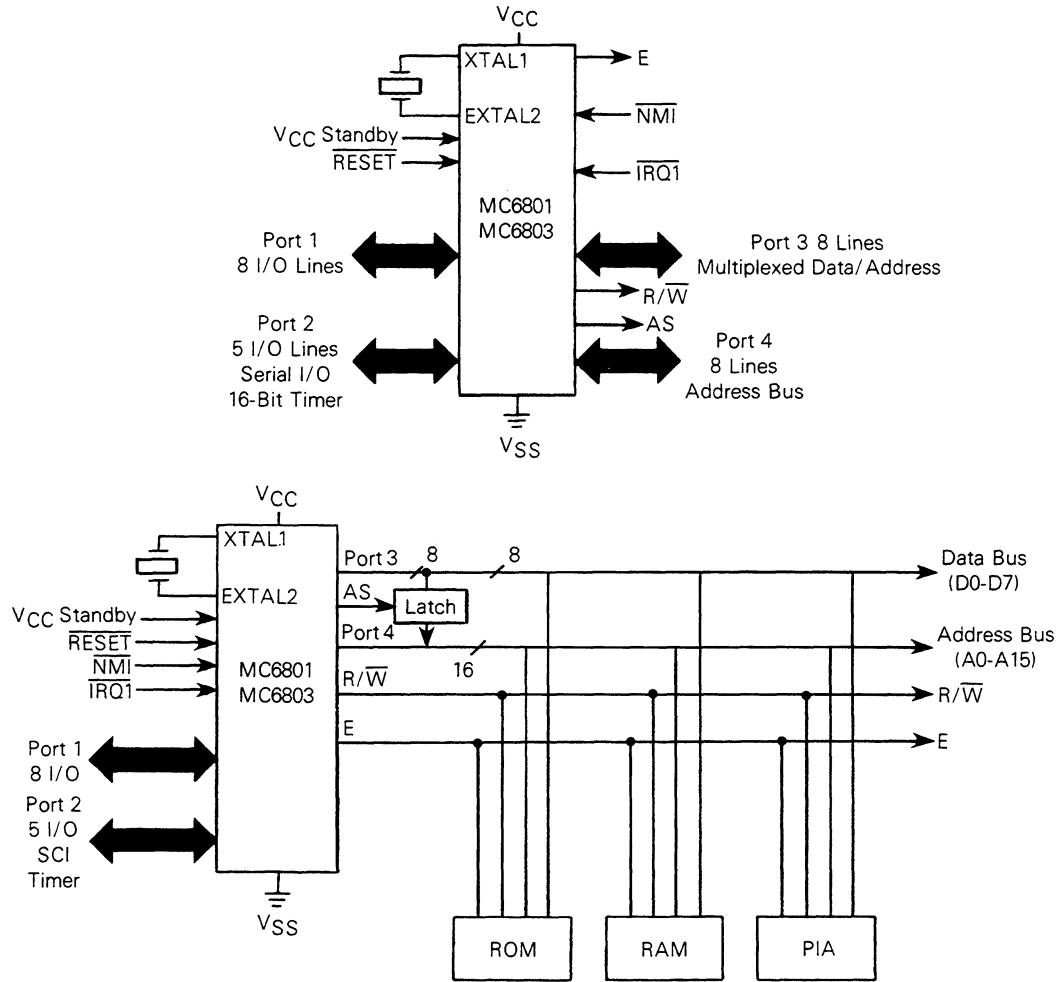 VCC
XTAL1
E
EXTAL2
NMI
VCC Standby
RESET
IRQ1
MC6801
MC6803
Port 1
8 I/O Lines
Port 3 8 Lines
Multiplexed Data/Address
R/W
AS
Port 2
5 I/O Lines
Serial I/O
16-Bit Timer
Port 4
8 Lines
Address Bus
VSS
VCC
XTAL1
EXTAL2
VCC Standby
RESET
NMI
IRQ1
MC6801
MC6803
Port 3
8
8
Data Bus
(D0-D7)
AS
Latch
Port 4
16
Address Bus
(A0-A15)
R/W
R/W
E
E
Port 1
8 I/O
Port 2
5 I/O
SCI
Timer
VSS
ROM
RAM
PIA